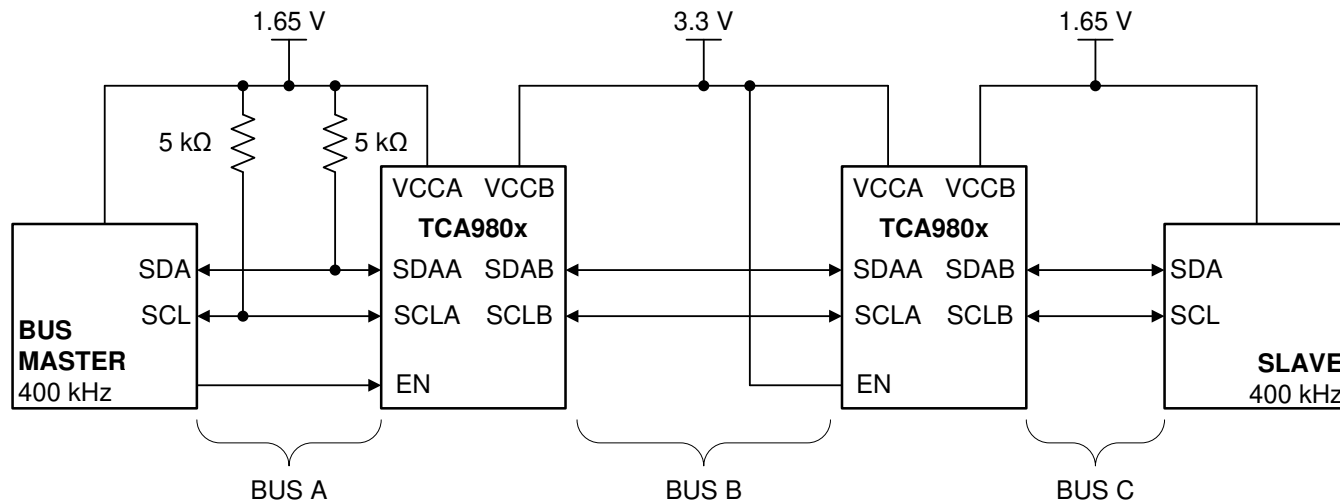 1.65 V
3.3 V
1.65 V
5 kΩ
5 kΩ
VCCA VCCB
TCA980x
VCCA VCCB
TCA980x
SDA
SDAA SDAB
SDAA SDAB
SDA
SCL
SCLA SCLB
SCLA SCLB
SCL
BUS
MASTER
400 kHz
EN
EN
SLAVE
400 kHz
BUS A
BUS B
BUS C